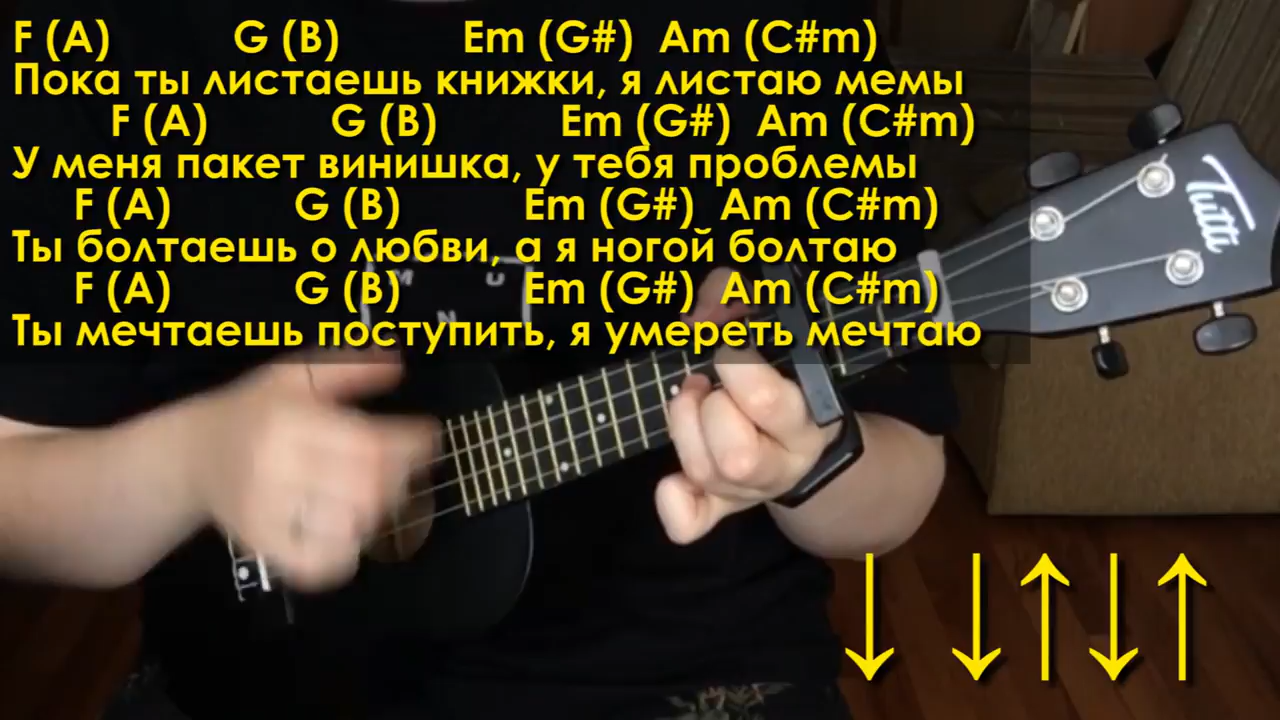 F (A) G (B) Em (G#) Am (C#m)
Пока ты листаешь книжки, я листаю мемы
F (A) G (B) Em (G#) Am (C#m)
У меня пакет винишка, у тебя проблемы
F (A) G (B) Em (G#) Am (C#m)
Ты болтаешь о любви, а я ногой болтаю
F (A) G (B) Em (G#) Am (C#m)
Ты мечтаешь поступить, я умереть мечтаю
Tutti
M U
N